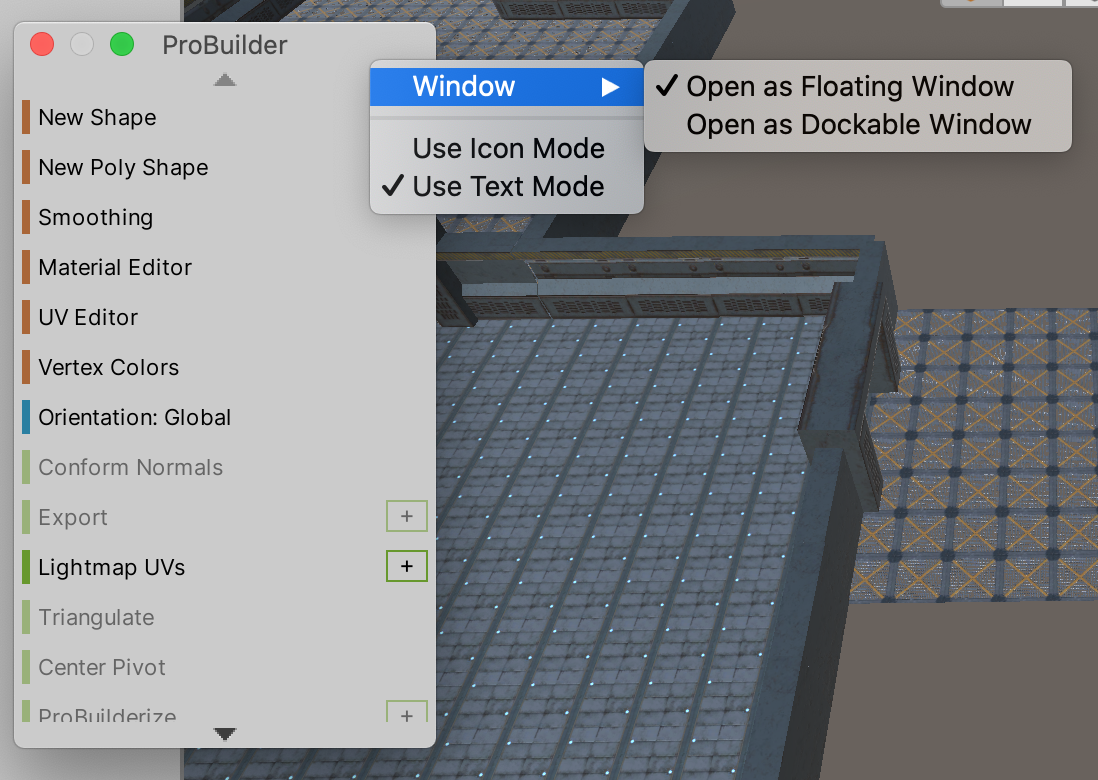 ProBuilder
New Shape
New Poly Shape
Smoothing
Material Editor
UV Editor
Vertex Colors
Orientation: Global
Conform Normals
Export +
Lightmap UVs +
Triangulate
Center Pivot
ProBuilderize +
Window
Use Icon Mode
Use Text Mode
Open as Floating Window
Open as Dockable Window